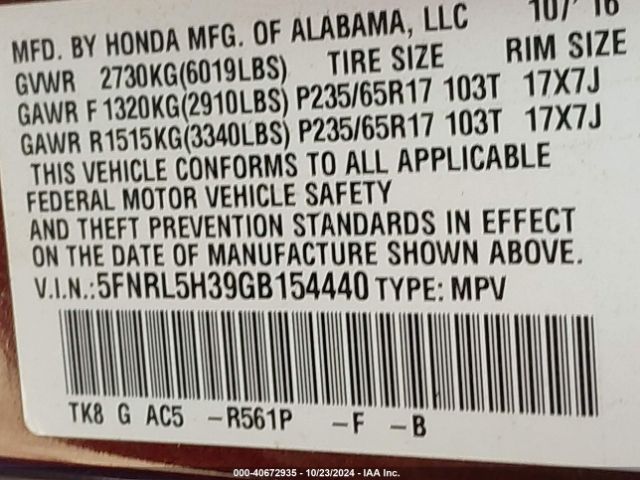 MFD. BY HONDA MFG. OF ALABAMA, LLC 10/ 16
GVWR 2730KG(6019LBS) TIRE SIZE RIM SIZE
GAWR F 1320KG(2910LBS) P235/65R17 103T 17X7J
GAWR R1515KG(3340LBS) P235/65R17 103T 17X7J
THIS VEHICLE CONFORMS TO ALL APPLICABLE
FEDERAL MOTOR VEHICLE SAFETY
AND THEFT PREVENTION STANDARDS IN EFFECT
ON THE DATE OF MANUFACTURE SHOWN ABOVE.
V.I.N.:5FNRL5H39GB154440 TYPE: MPV
TK8 G AC5 -R561P -F -B
000-40672935 - 10/23/2024 - IAA Inc.